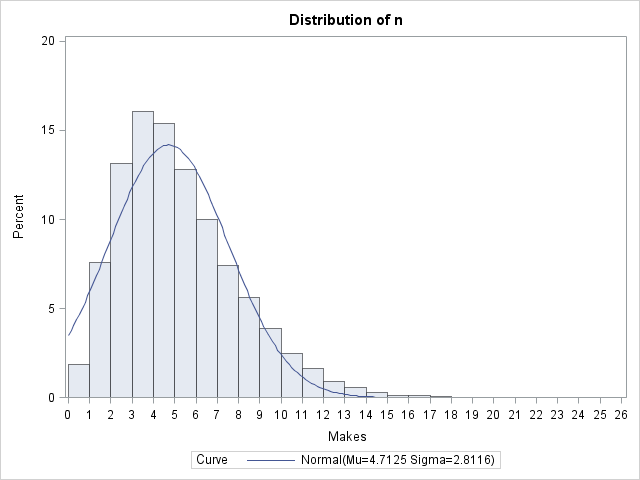 Distribution of n
20
15
10
5
0
Percent
0 1 2 3 4 5 6 7 8 9 10 11 12 13 14 15 16 17 18 19 20 21 22 23 24 25 26
Makes
Curve Normal(Mu=4.7125 Sigma=2.8116)